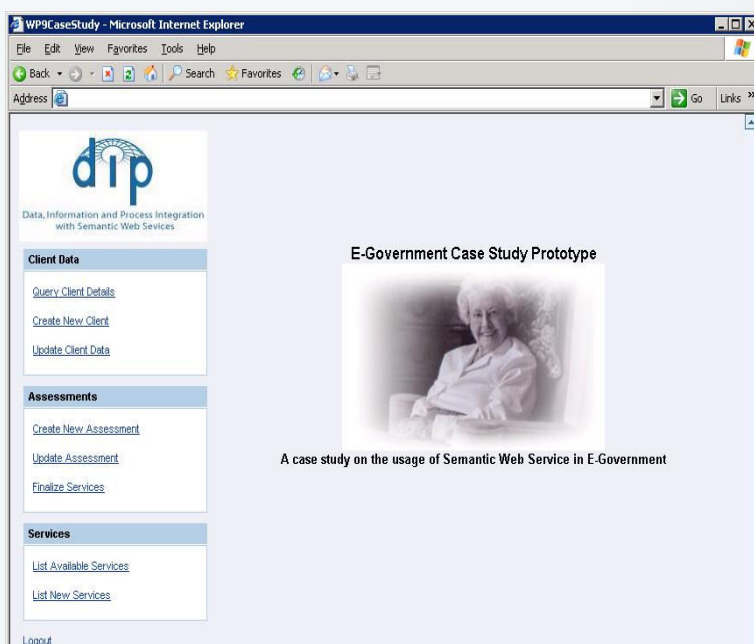 WP9CaseStudy - Microsoft Internet Explorer
File Edit View Favorites Tools Help
Back Search Favorites
Address Go Links »
dip
Data, Information and Process Integration
with Semantic Web Sevices
Client Data
Query Client Details
Create New Client
Update Client Data
Assessments
Create New Assessment
Update Assessment
Finalize Services
Services
List Available Services
List New Services
Logout
E-Government Case Study Prototype
A case study on the usage of Semantic Web Service in E-Government